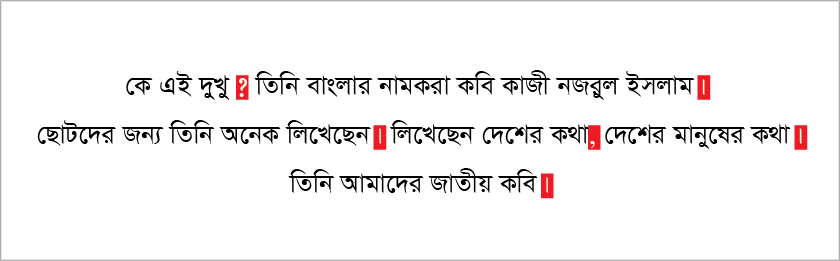 কে এই দুখু ? তিনি বাংলার নামকরা কবি কাজী নজরুল ইসলাম ।
ছোটদের জন্য তিনি অনেক লিখেছেন । লিখেছেন দেশের কথা, দেশের মানুষের কথা ।
তিনি আমাদের জাতীয় কবি ।